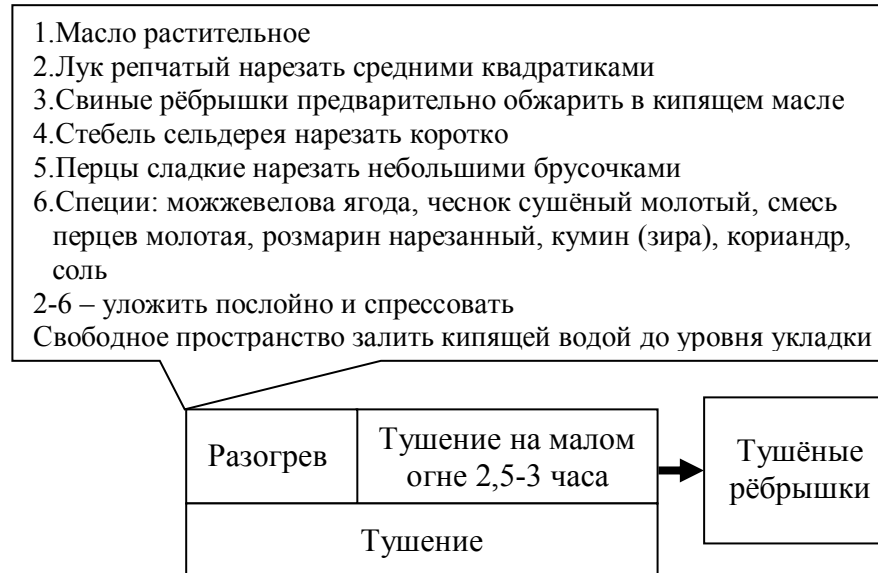 1.Масло растительное
2.Лук репчатый нарезать средними квадратиками
3.Свиные рёбрышки предварительно обжарить в кипящем масле
4.Стебель сельдерея нарезать коротко
5.Перцы сладкие нарезать небольшими брусочками
6.Специи: можжевелова ягода, чеснок сушёный молотый, смесь
перцев молотая, розмарин нарезанный, кумин (зира), кориандр,
соль
2-6 – уложить послойно и спрессовать
Свободное пространство залить кипящей водой до уровня укладки
Разогрев
Тушение на малом
огне 2,5-3 часа
Тушение
Тушёные
рёбрышки